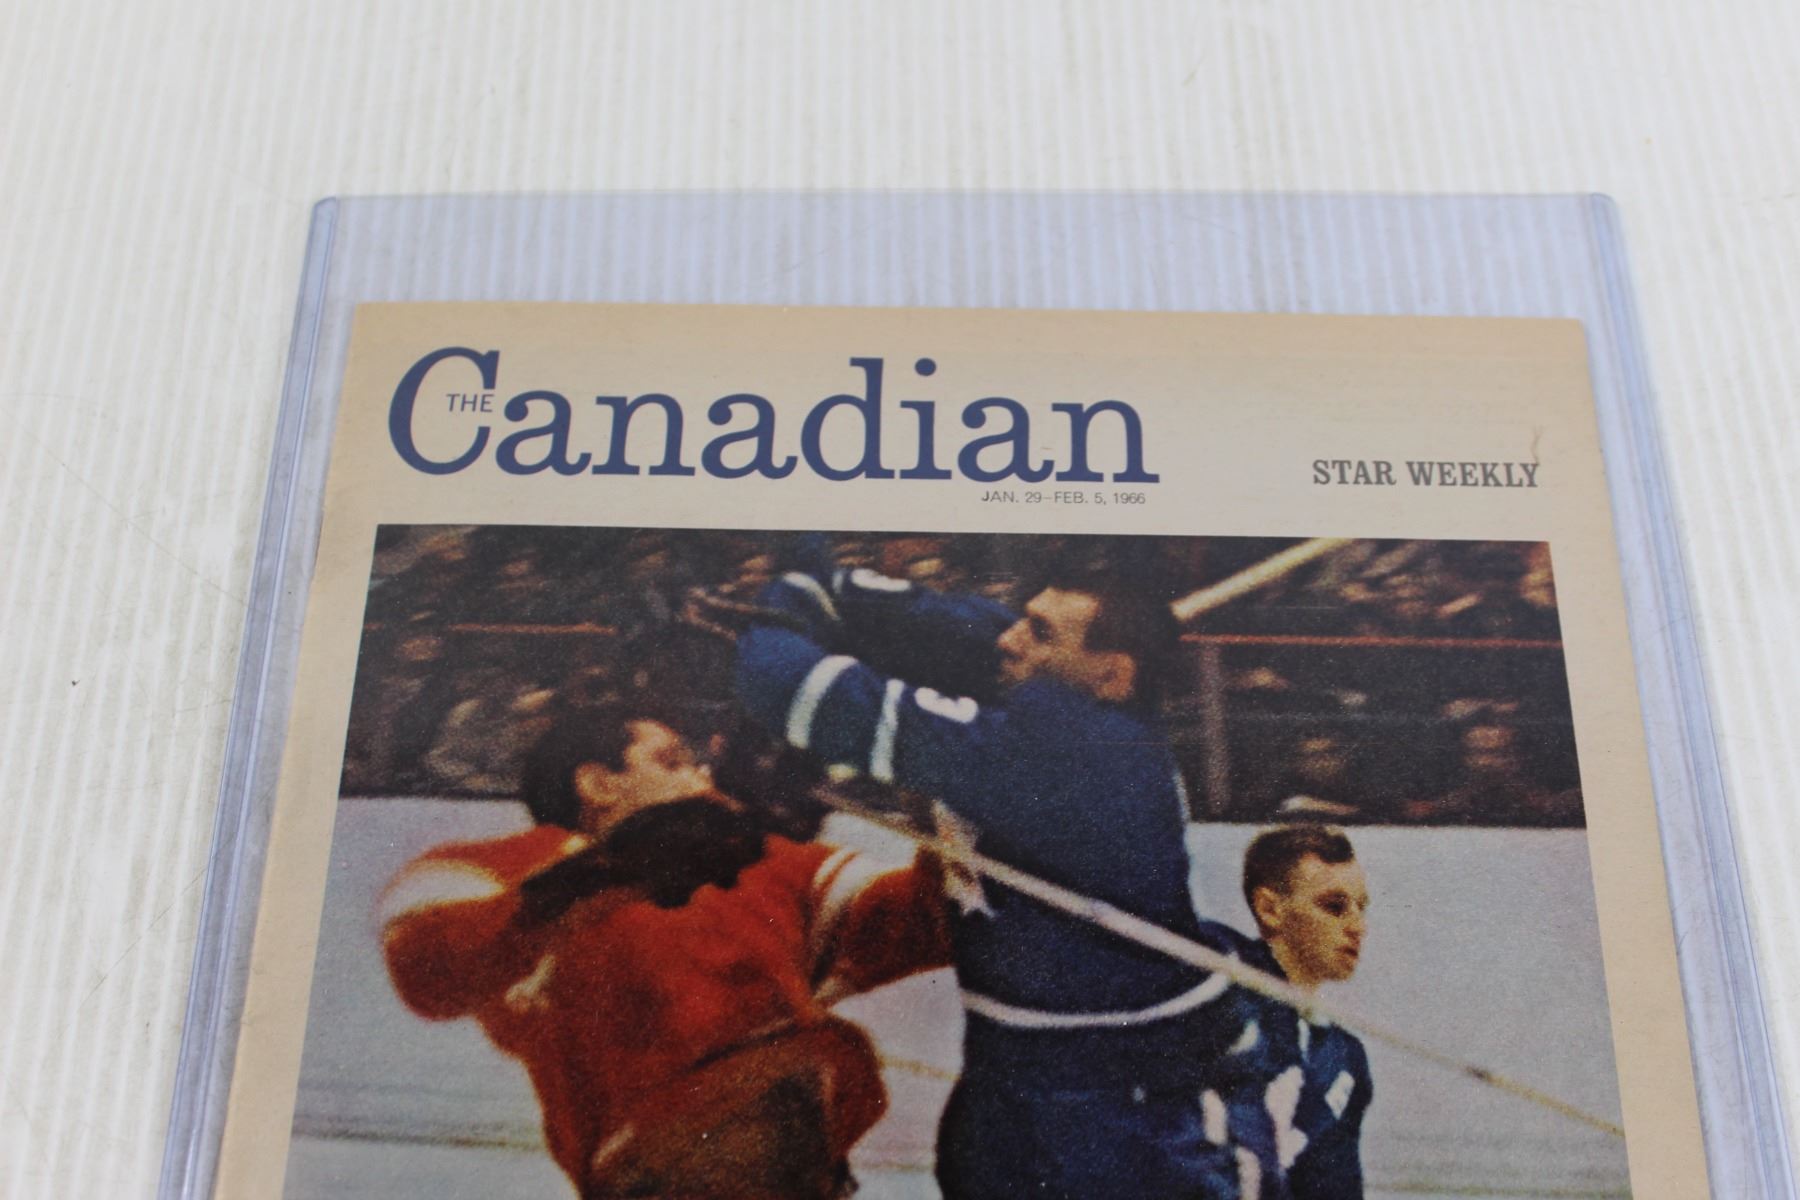 THE Canadian
STAR WEEKLY
JAN. 29–FEB. 5, 1966